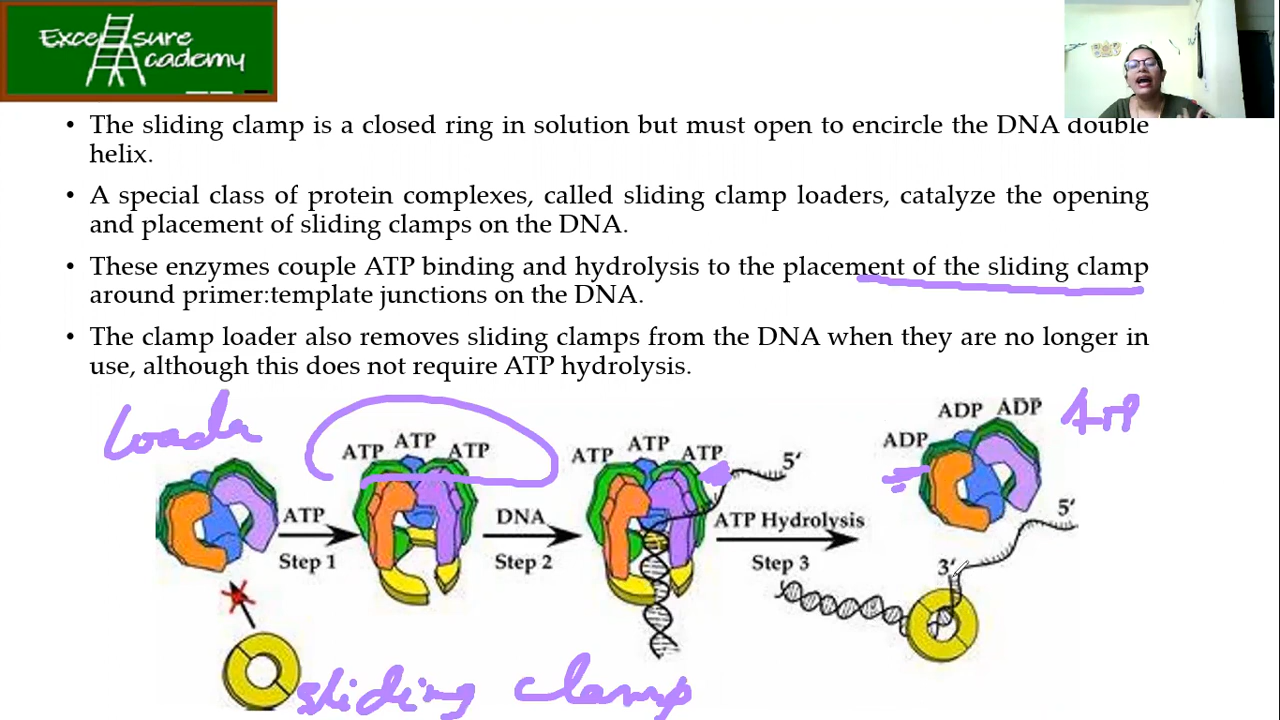 Excelsure
Academy
• The sliding clamp is a closed ring in solution but must open to encircle the DNA double
helix.
• A special class of protein complexes, called sliding clamp loaders, catalyze the opening
and placement of sliding clamps on the DNA.
• These enzymes couple ATP binding and hydrolysis to the placement of the sliding clamp
around primer:template junctions on the DNA.
• The clamp loader also removes sliding clamps from the DNA when they are no longer in
use, although this does not require ATP hydrolysis.
Loader
ATP ATP ATP
ATP ATP ATP
5'
ADP ADP ADP
ATP
ATP
Step 1
DNA
Step 2
ATP Hydrolysis
Step 3
5'
3'
sliding clamp